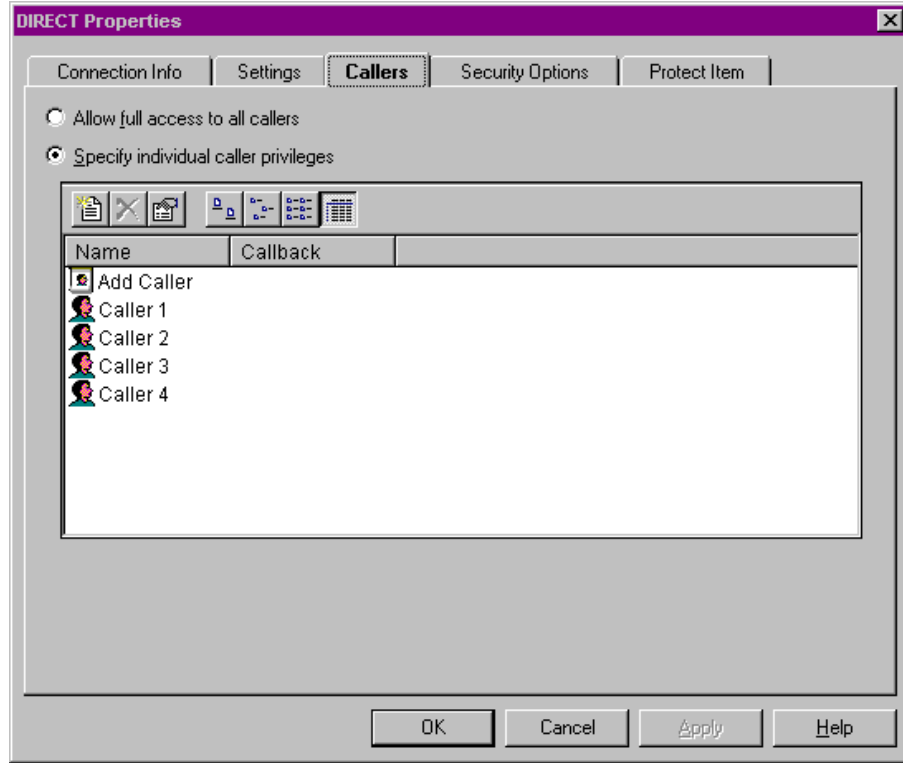 DIRECT Properties
Connection Info Settings Callers Security Options Protect Item
Allow full access to all callers
Specify individual caller privileges
Name Callback
Add Caller
Caller 1
Caller 2
Caller 3
Caller 4
OK Cancel Apply Help